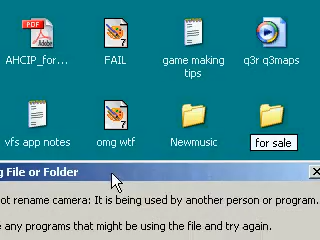 PDF
AHCIP_for...
FAIL
game making
tips
q3r q3maps
vfs app notes
omg wtf
Newmusic
for sale
g File or Folder
ot rename camera: It is being used by another person or program.
e any programs that might be using the file and try again.